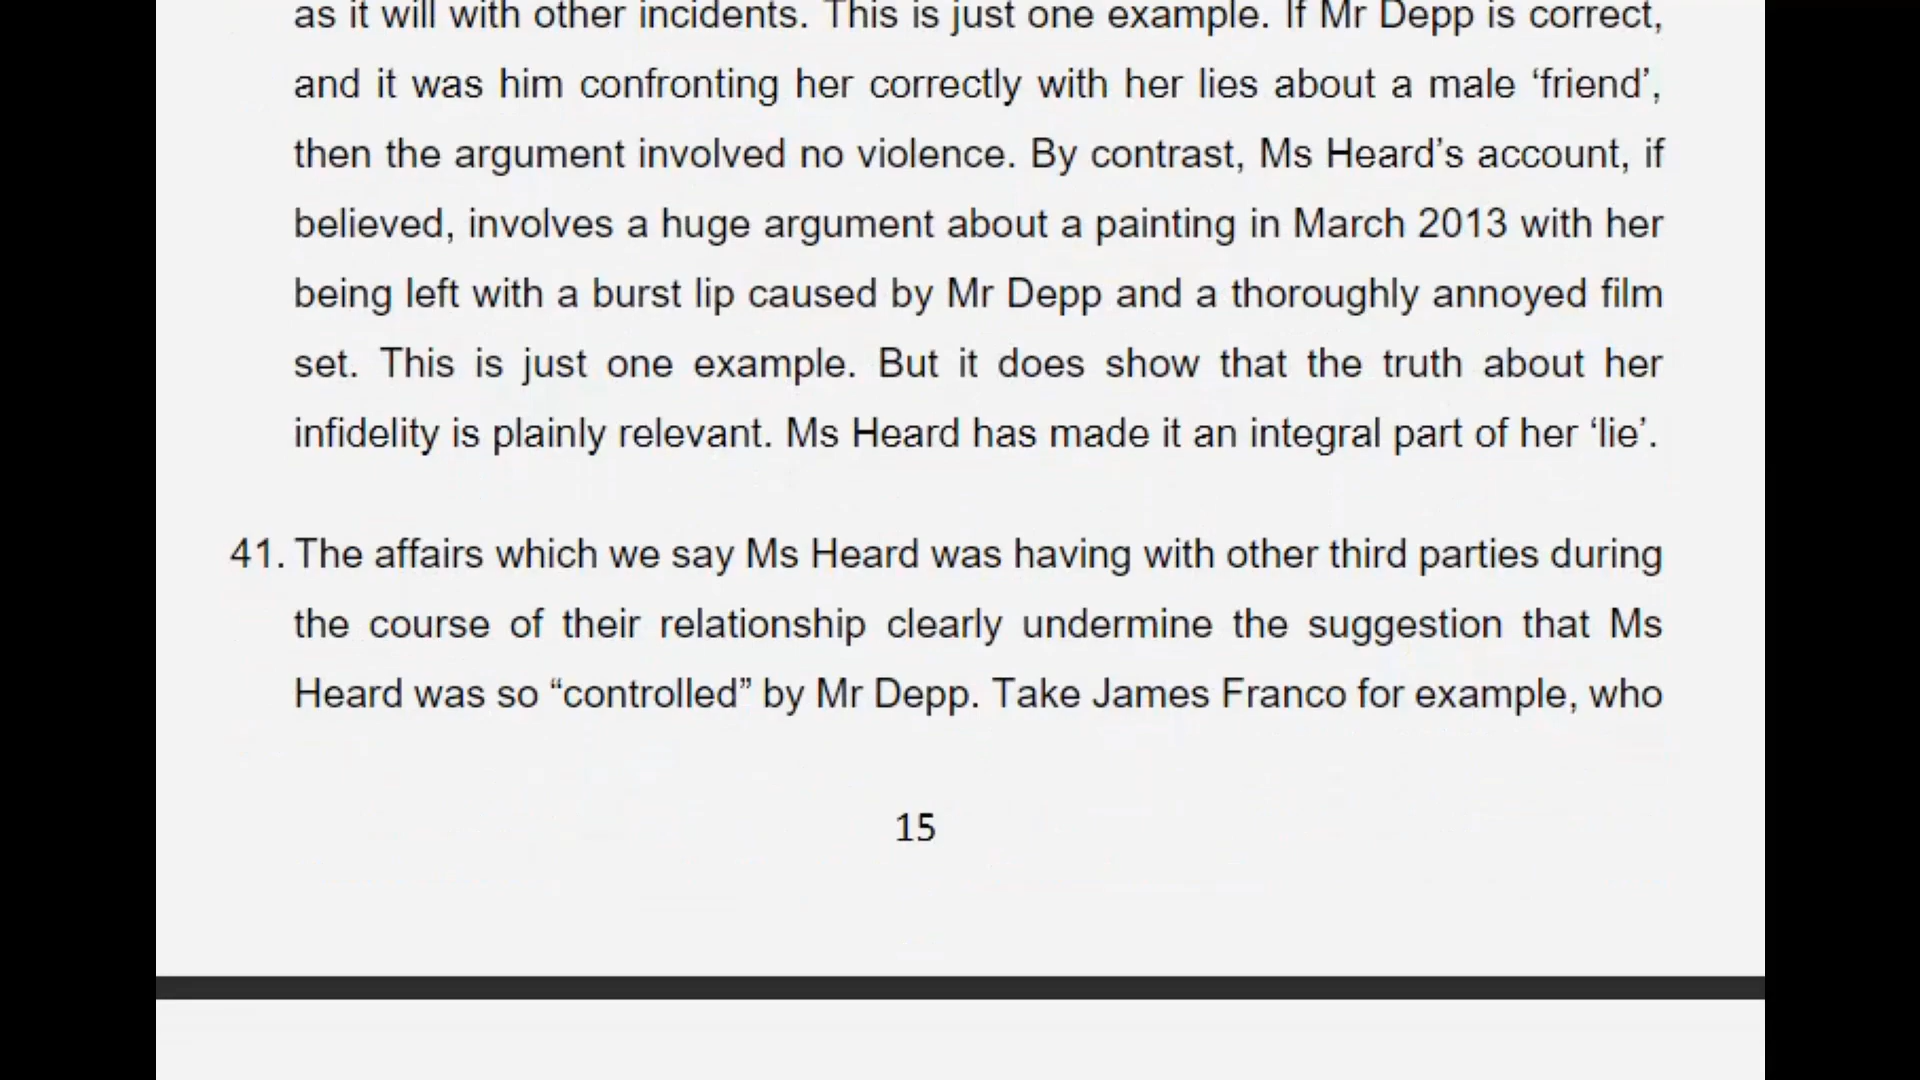 as it will with other incidents. This is just one example. If Mr Depp is correct,
and it was him confronting her correctly with her lies about a male ‘friend’,
then the argument involved no violence. By contrast, Ms Heard’s account, if
believed, involves a huge argument about a painting in March 2013 with her
being left with a burst lip caused by Mr Depp and a thoroughly annoyed film
set. This is just one example. But it does show that the truth about her
infidelity is plainly relevant. Ms Heard has made it an integral part of her ‘lie’.
41. The affairs which we say Ms Heard was having with other third parties during
the course of their relationship clearly undermine the suggestion that Ms
Heard was so “controlled” by Mr Depp. Take James Franco for example, who
15